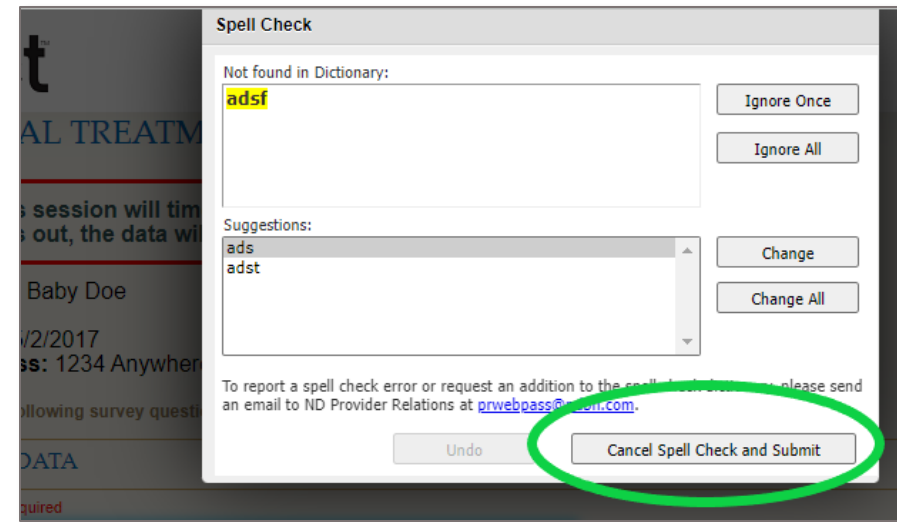 Spell Check
Not found in Dictionary:
adsf
Ignore Once
Ignore All
Suggestions:
ads
adst
Change
Change All
To report a spell check error or request an addition to the spell check dictionary, please send
an email to ND Provider Relations at
Undo
Cancel Spell Check and Submit
t
AL TREATM
session will tim
out, the data wi
Baby Doe
/2/2017
ss: 1234 Anywher
ollowing survey questi
DATA
quired